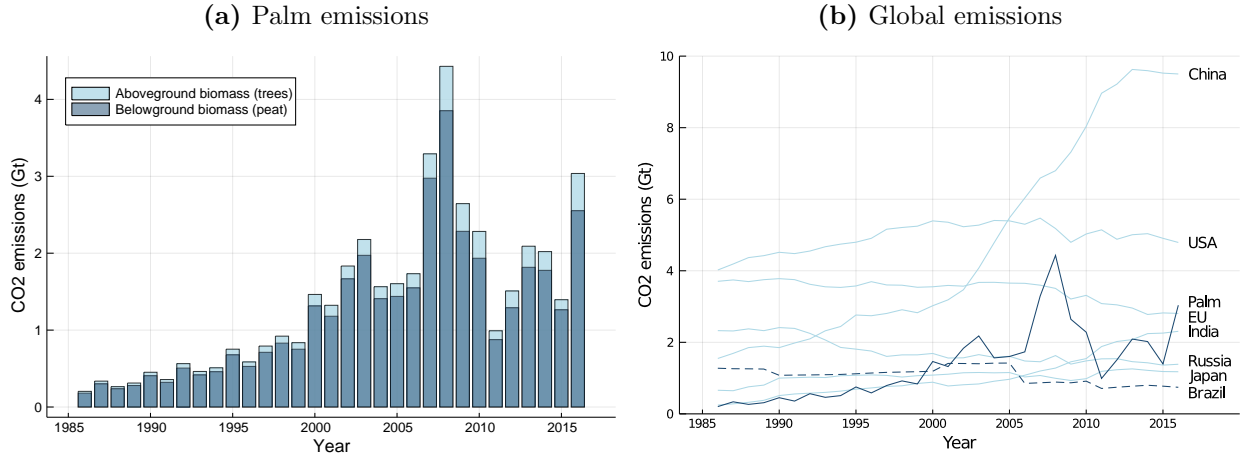 (a) Palm emissions
CO2 emissions (Gt)
4
3
2
1
0
Aboveground biomass (trees)
Belowground biomass (peat)
1985 1990 1995 2000 2005 2010 2015
Year
(b) Global emissions
CO2 emissions (Gt)
10
8
6
4
2
0
China
USA
Palm
EU
India
Russia
Japan
Brazil
1985 1990 1995 2000 2005 2010 2015
Year